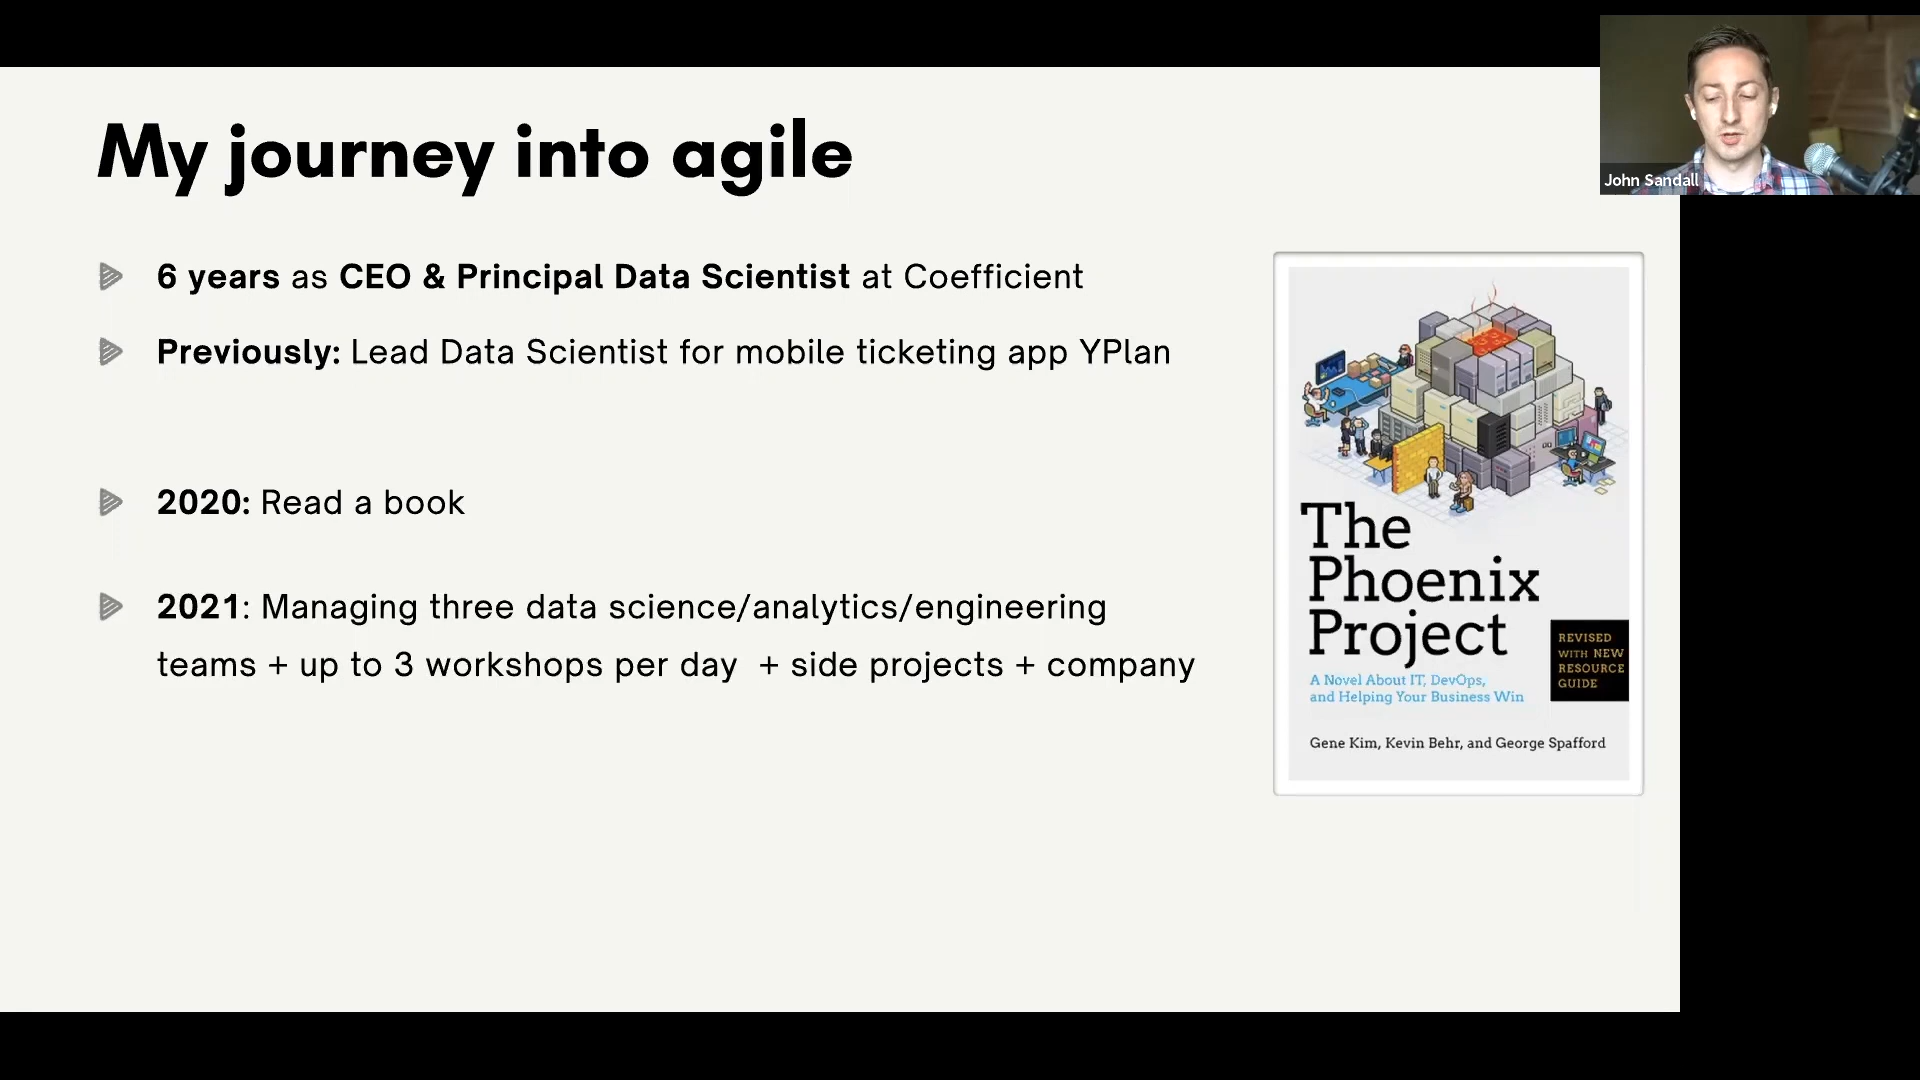 My journey into agile
John Sandall
6 years as CEO & Principal Data Scientist at Coefficient
Previously: Lead Data Scientist for mobile ticketing app YPlan
2020: Read a book
2021: Managing three data science/analytics/engineering
teams + up to 3 workshops per day + side projects + company
The
Phoenix
Project
REVISED
WITH NEW
RESOURCE
GUIDE
A Novel About IT, DevOps,
and Helping Your Business Win
Gene Kim, Kevin Behr, and George Spafford